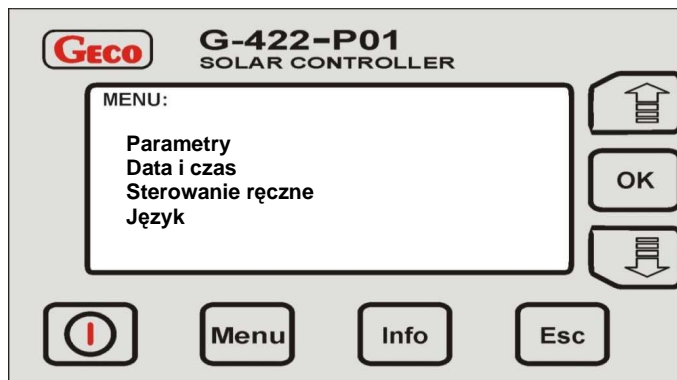 GECO
G-422-P01
SOLAR CONTROLLER
MENU:
Parametry
Data i czas
Sterowanie ręczne
Język
OK
Menu
Info
Esc